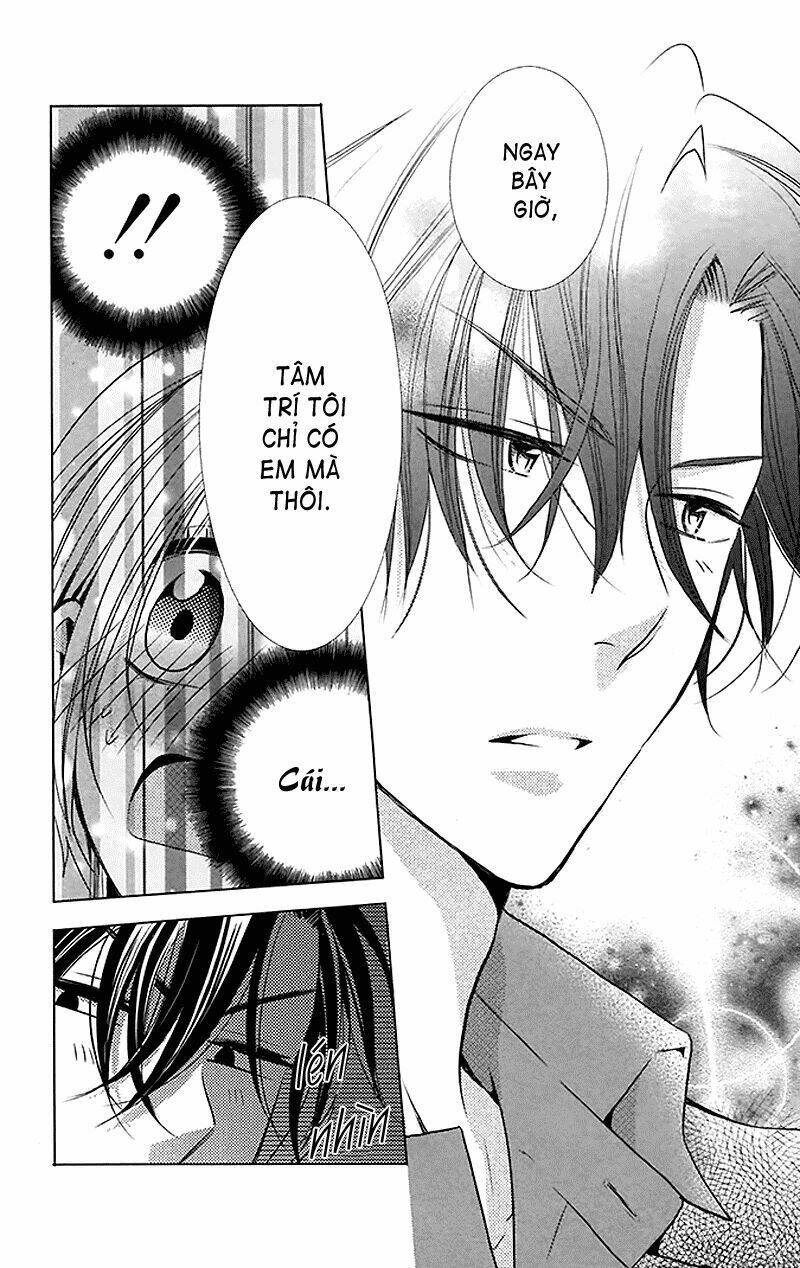 NGAY
BÂY
GIỜ,
TÂM
TRÍ TÔI
CHỈ CÓ
EM MÀ
THÔI.
!!
Cái...
lén
nhìn